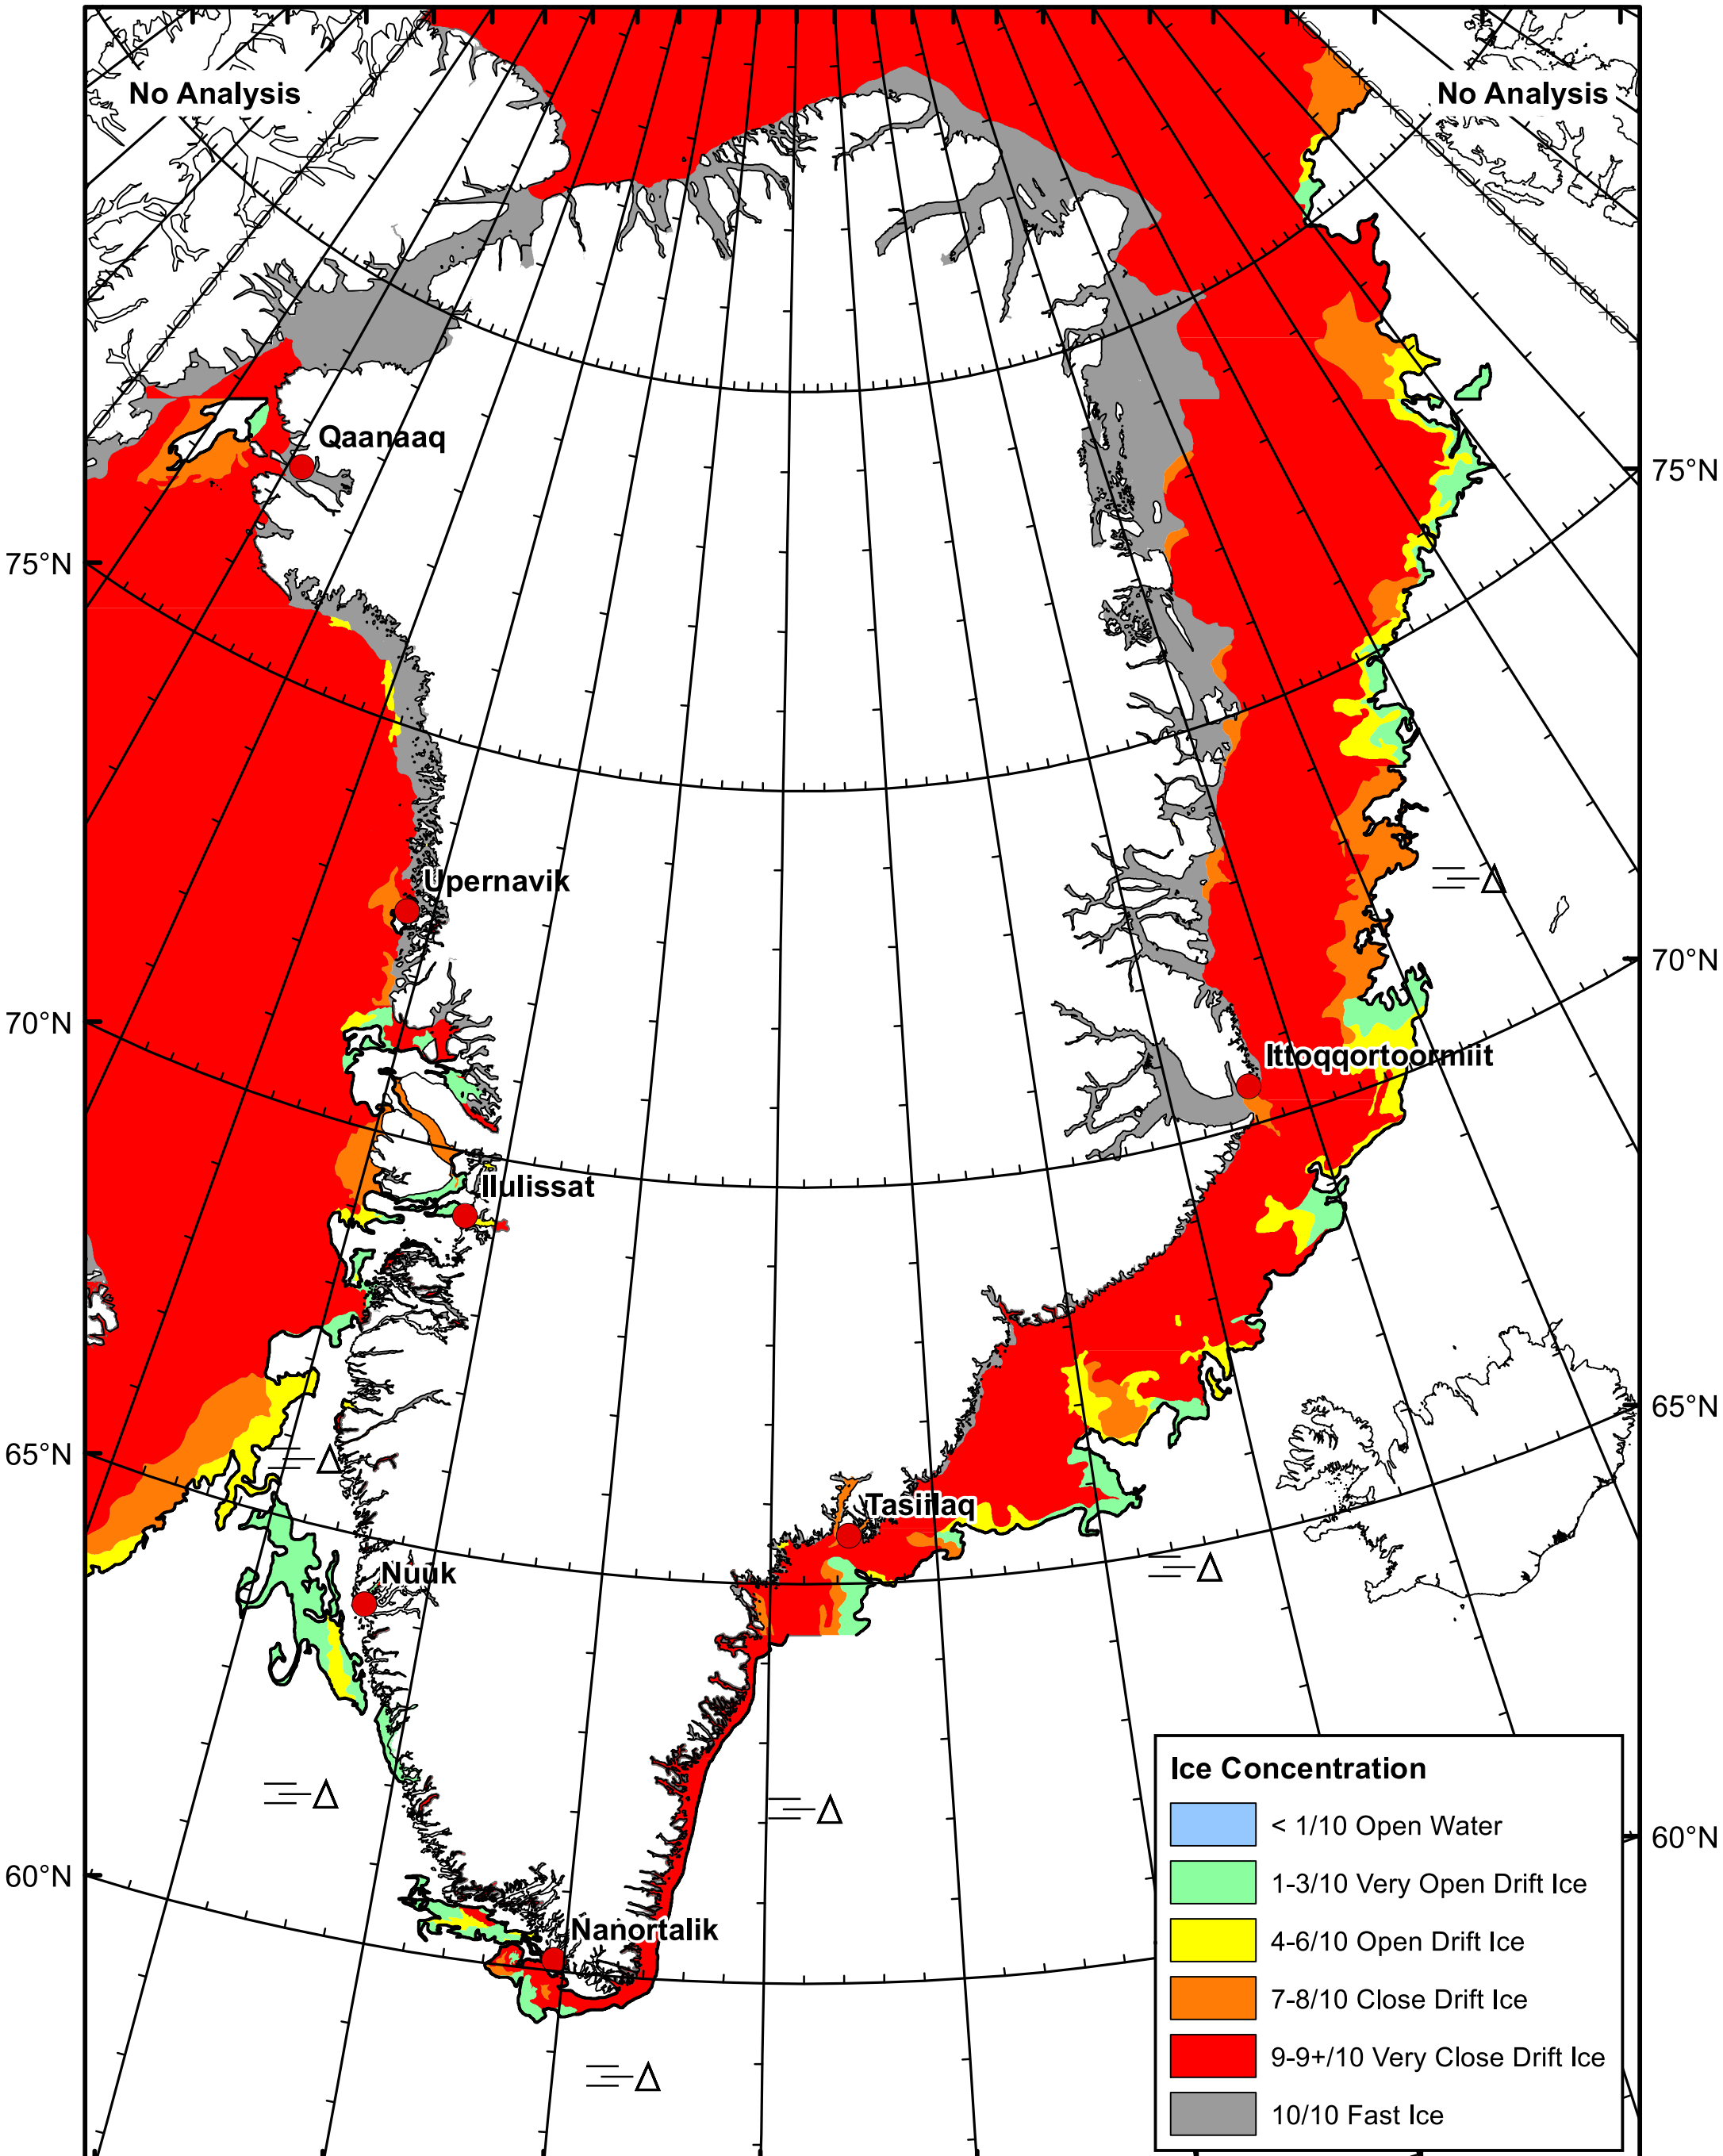 No Analysis
No Analysis
Qaanaaq
75°N
75°N
Upernavik
70°N
70°N
Ittoqqortoormiit
Ilulissat
65°N
65°N
Tasiilaq
Nuuk
Ice Concentration
< 1/10 Open Water
60°N
60°N
1-3/10 Very Open Drift Ice
Nanortalik
4-6/10 Open Drift Ice
7-8/10 Close Drift Ice
9-9+/10 Very Close Drift Ice
10/10 Fast Ice